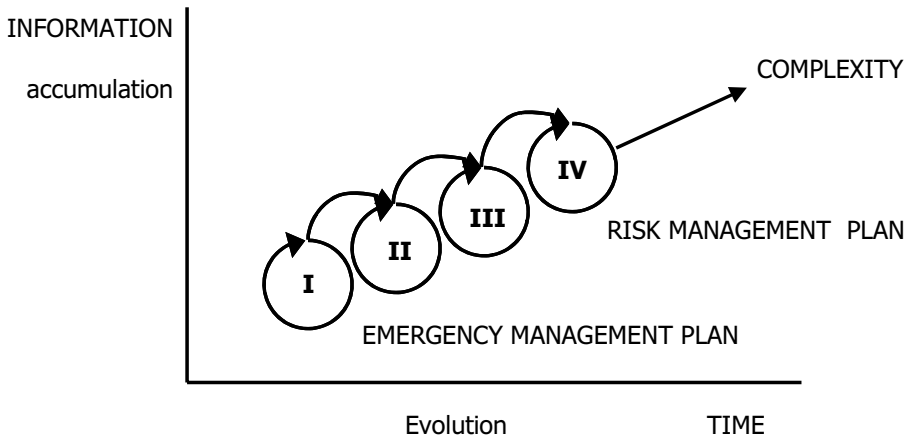 INFORMATION
accumulation
COMPLEXITY
IV
III
II
I
RISK MANAGEMENT PLAN
EMERGENCY MANAGEMENT PLAN
Evolution TIME